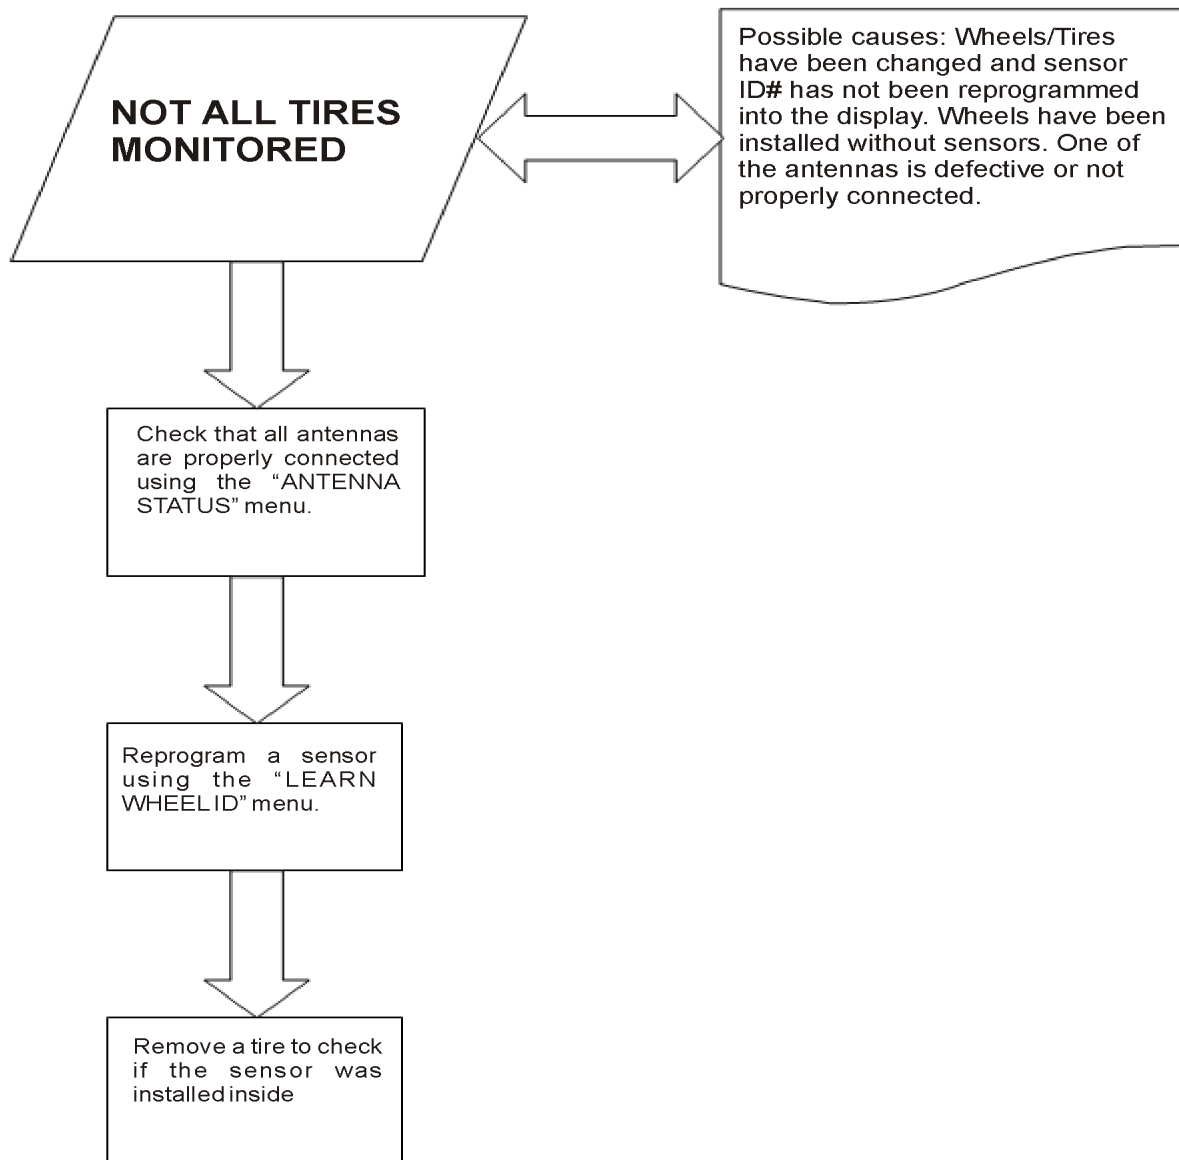 NOT ALL TIRES
MONITORED
Possible causes: Wheels/Tires
have been changed and sensor
ID# has not been reprogrammed
into the display. Wheels have been
installed without sensors. One of
the antennas is defective or not
properly connected.
Check that all antennas
are properly connected
using the “ANTENNA
STATUS” menu.
Reprogram a sensor
using the “LEARN
WHEEL ID” menu.
Remove a tire to check
if the sensor was
installed inside